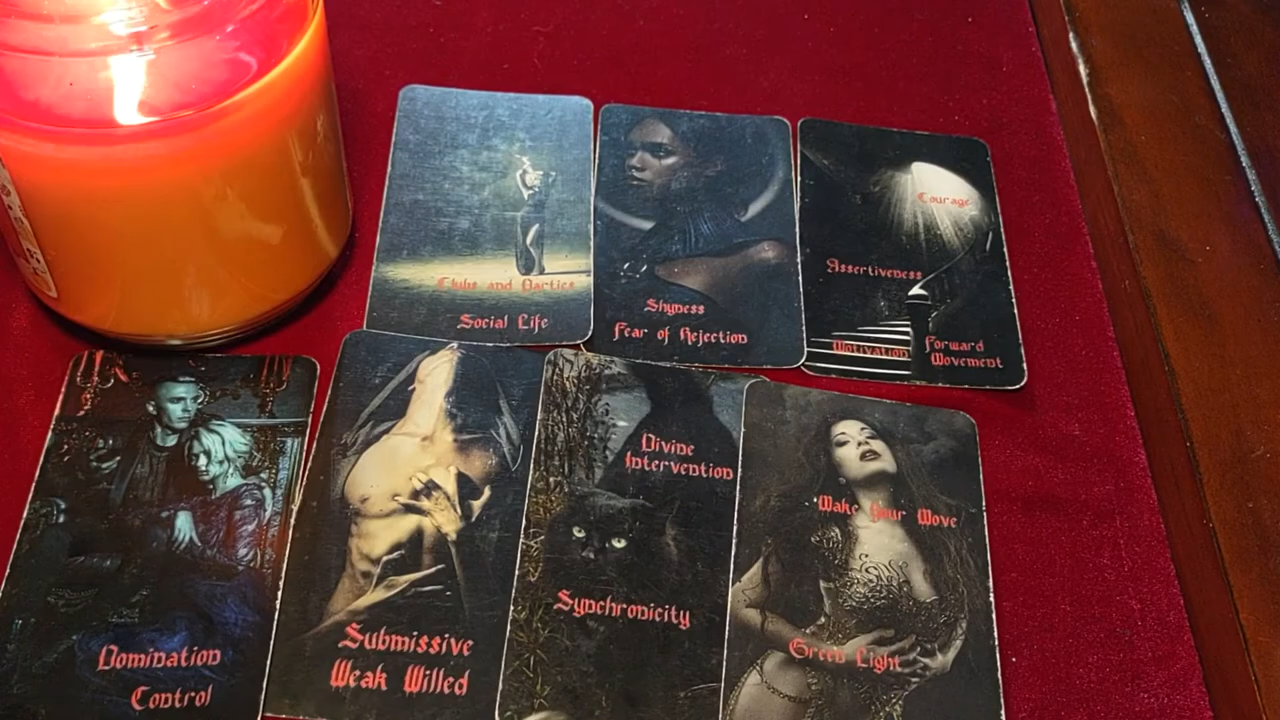 Clubs and Parties
Social Life
Shyness
Fear of Rejection
Courage
Assertiveness
Motivation
Forward
Movement
Domination
Control
Submissive
Weak Willed
Divine
Intervention
Synchronicity
Make Your Move
Green Light